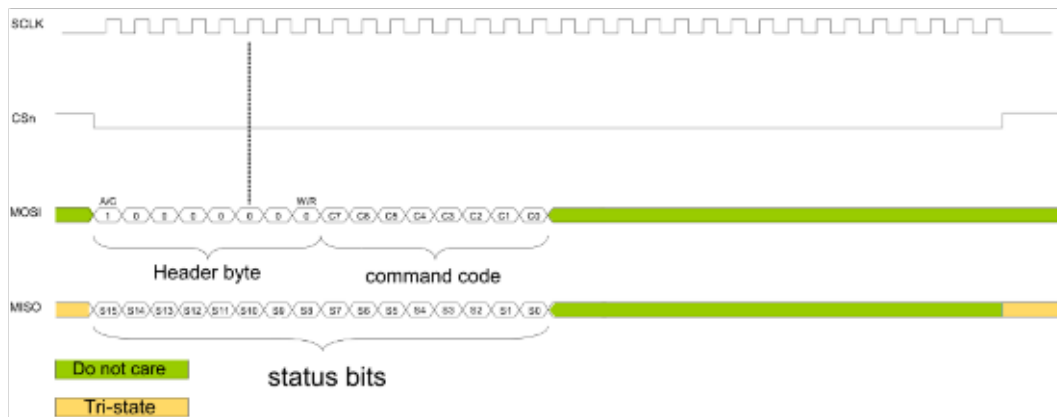 SCLK
CSn
A/C W/R
MOSI 1 0 0 0 0 0 0 0 C7 C6 C5 C4 C3 C2 C1 C0
Header byte command code
MISO S15 S14 S13 S12 S11 S10 S9 S8 S7 S6 S5 S4 S3 S2 S1 S0
status bits
Do not care
Tri-state